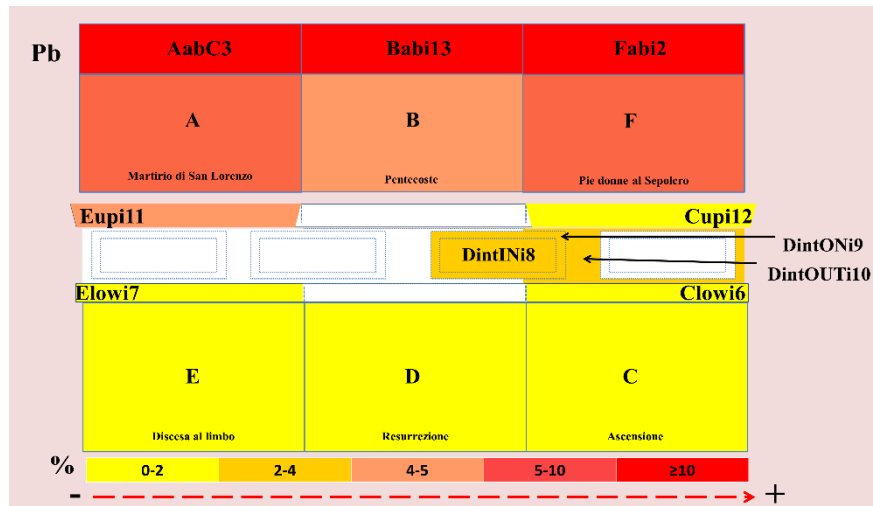 Pb
AabC3 Babi13 Fabi2
A B F
Martirio di San Lorenzo Pentecoste Pie donne al Sepolcro
Eupi11 Cupi12
DintINi8 DintONi9
DintOUTi10
Elowi7 Clowi6
E D C
Discesa al limbo Resurrezione Ascensione
% 0-2 2-4 4-5 5-10 ≥10
- +